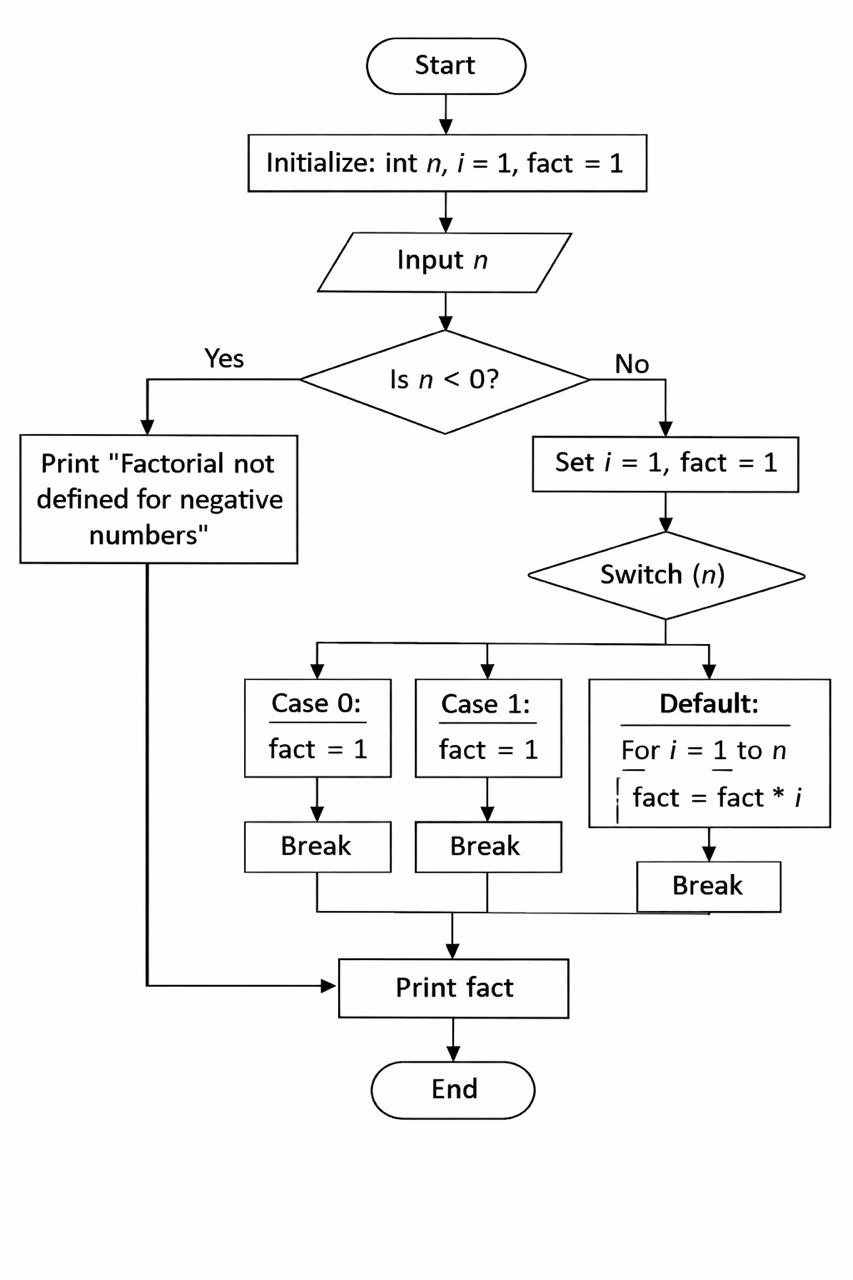 Start
Initialize: int n, i = 1, fact = 1
Input n
Is n < 0?
Yes
No
Print "Factorial not
defined for negative
numbers"
Set i = 1, fact = 1
Switch (n)
Case 0:
fact = 1
Break
Case 1:
fact = 1
Break
Default:
For i = 1 to n
fact = fact * i
Break
Print fact
End